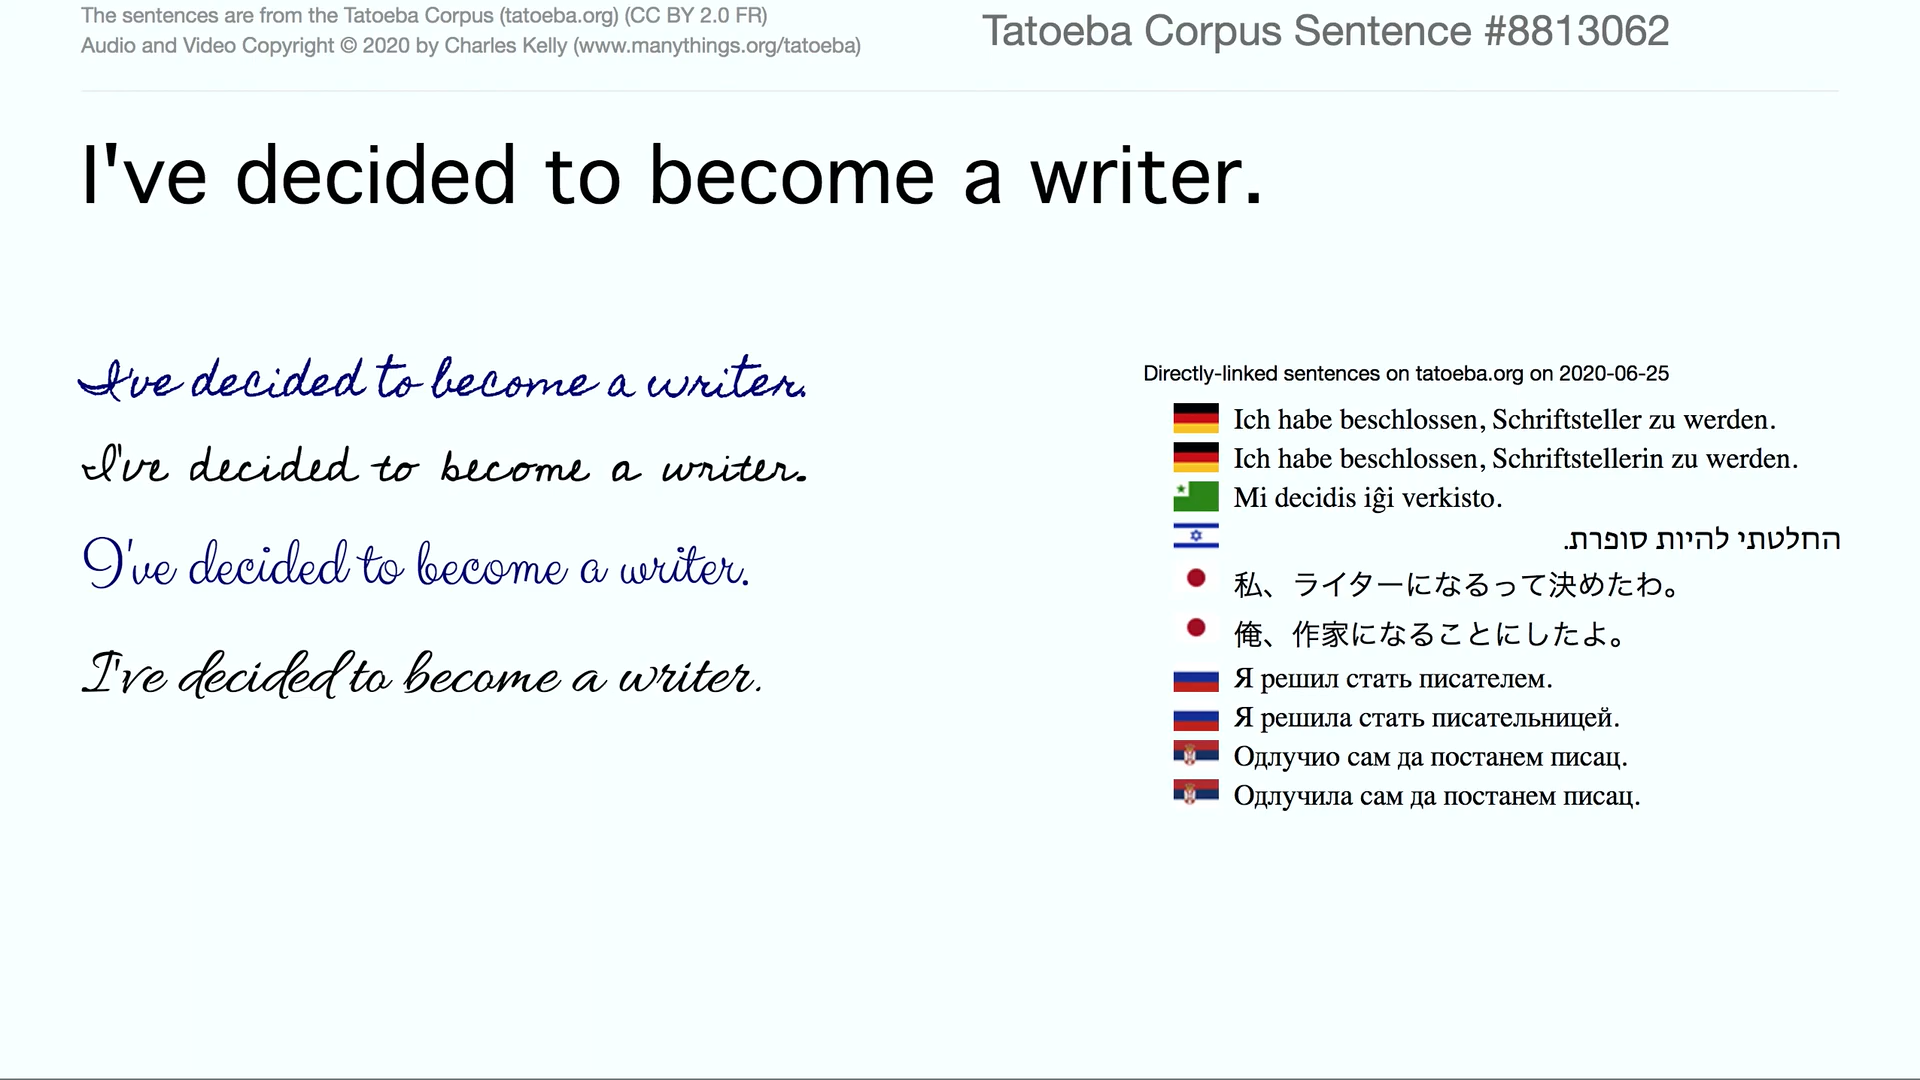 The sentences are from the Tatoeba Corpus (tatoeba.org) (CC BY 2.0 FR)
Audio and Video Copyright © 2020 by Charles Kelly (www.manythings.org/tatoeba)
Tatoeba Corpus Sentence #8813062
I've decided to become a writer.
I've decided to become a writer.
I've decided to become a writer.
I've decided to become a writer.
I've decided to become a writer.
Directly-linked sentences on tatoeba.org on 2020-06-25
Ich habe beschlossen, Schriftsteller zu werden.
Ich habe beschlossen, Schriftstellerin zu werden.
Mi decidis iĝi verkisto.
החלטתי להיות סופרת.
私、ライターになるって決めたわ。
俺、作家になることにしたよ。
Я решил стать писателем.
Я решила стать писательницей.
Одлучио сам да постанем писац.
Одлучила сам да постанем писац.